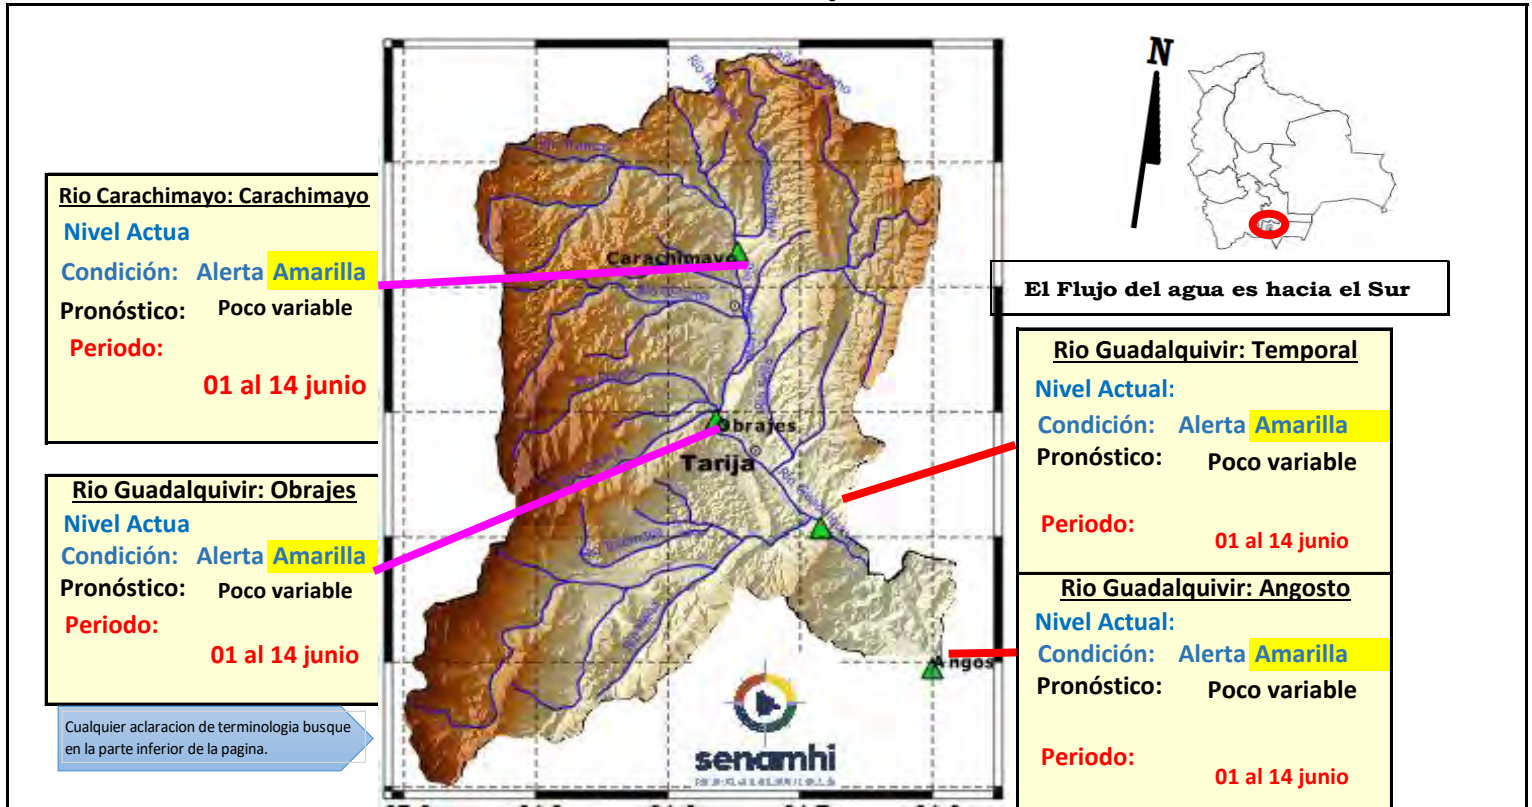 N
El Flujo del agua es hacia el Sur
Rio Carachimayo: Carachimayo
Nivel Actua
Condición: Alerta Amarilla
Pronóstico: Poco variable
Periodo:
01 al 14 junio
Rio Guadalquivir: Obrajes
Nivel Actua
Condición: Alerta Amarilla
Pronóstico: Poco variable
Periodo:
01 al 14 junio
Cualquier aclaracion de terminologia busque
en la parte inferior de la pagina.
Carachimayo
Obrajes
Tarija
Angos
senamhi
Rio Guadalquivir: Temporal
Nivel Actual:
Condición: Alerta Amarilla
Pronóstico: Poco variable
Periodo:
01 al 14 junio
Rio Guadalquivir: Angosto
Nivel Actual:
Condición: Alerta Amarilla
Pronóstico: Poco variable
Periodo:
01 al 14 junio